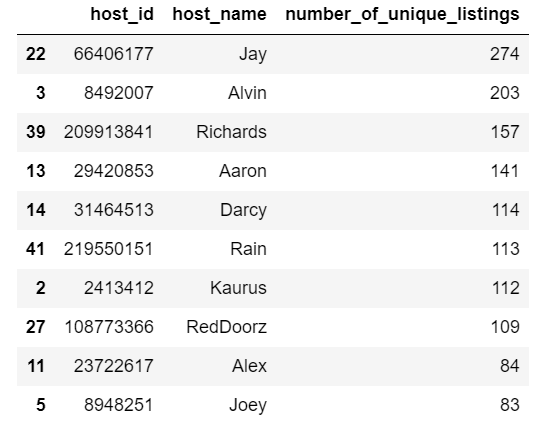 host_id host_name number_of_unique_listings
22 66406177 Jay 274
3 8492007 Alvin 203
39 209913841 Richards 157
13 29420853 Aaron 141
14 31464513 Darcy 114
41 219550151 Rain 113
2 2413412 Kaurus 112
27 108773366 RedDoorz 109
11 23722617 Alex 84
5 8948251 Joey 83